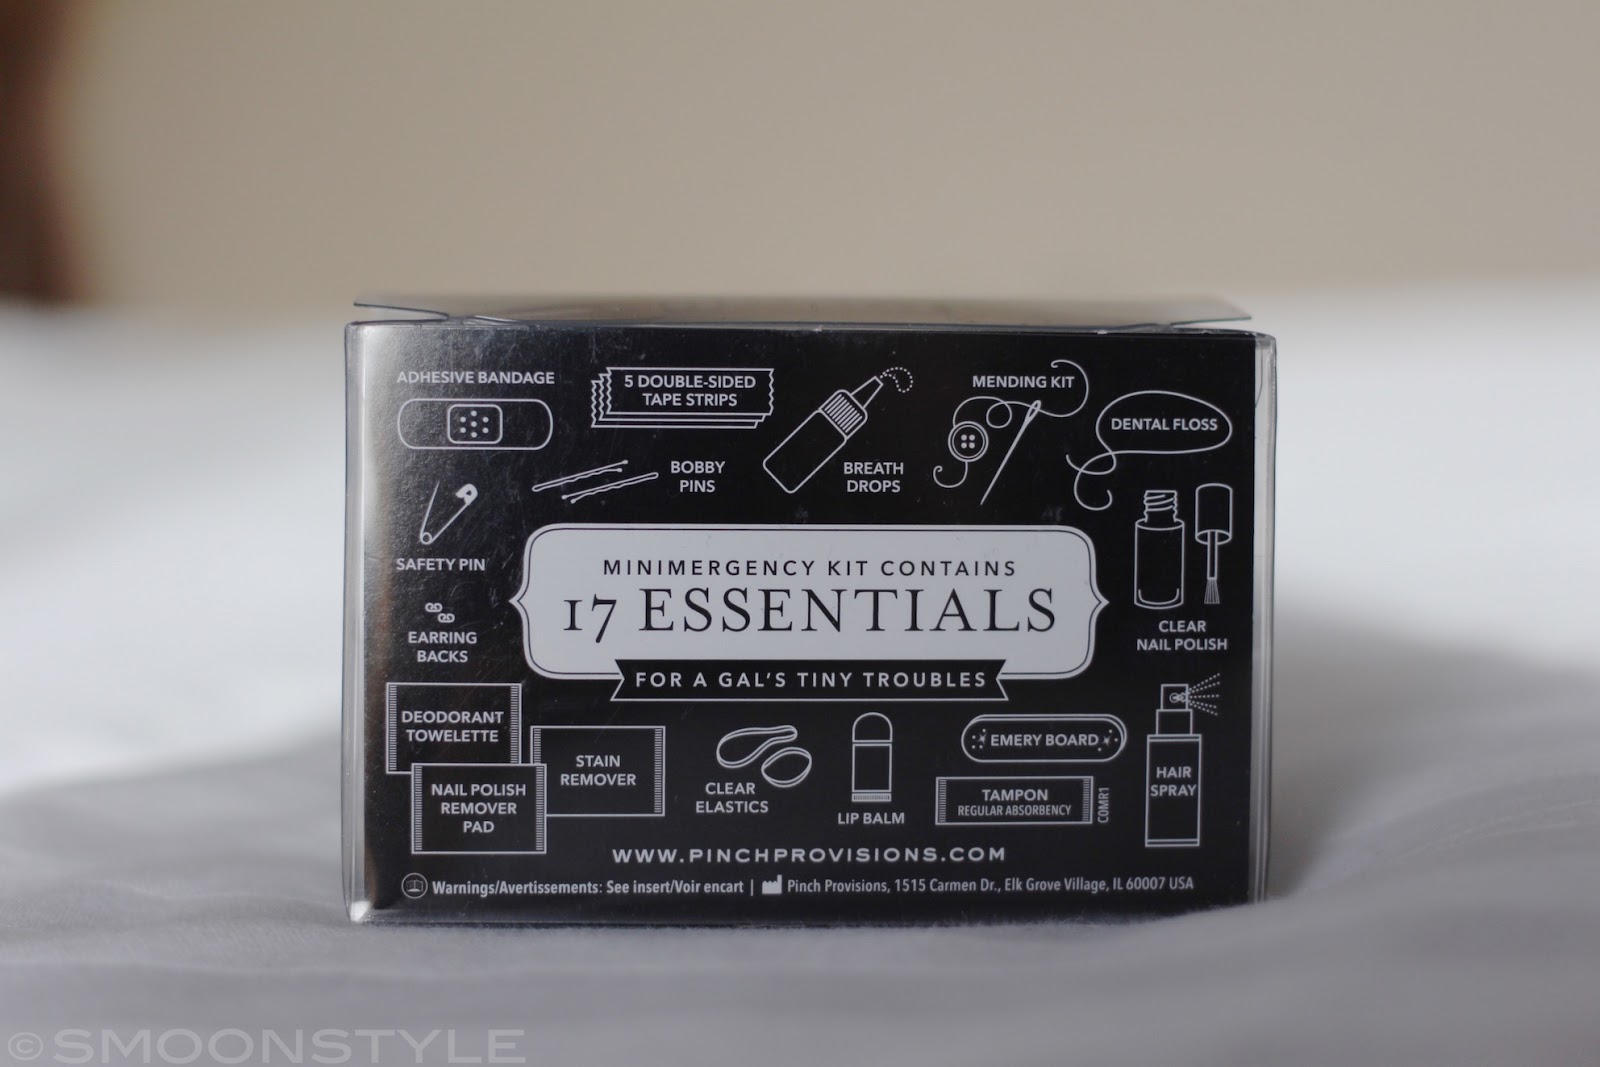 ADHESIVE BANDAGE
5 DOUBLE-SIDED
TAPE STRIPS
MENDING KIT
DENTAL FLOSS
BOBBY
PINS
BREATH
DROPS
SAFETY PIN
MINIMERGENCY KIT CONTAINS
17 ESSENTIALS
FOR A GAL'S TINY TROUBLES
EARRING
BACKS
CLEAR
NAIL POLISH
DEODORANT
TOWELETTE
STAIN
REMOVER
NAIL POLISH
REMOVER
PAD
CLEAR
ELASTICS
LIP BALM
EMERY BOARD
TAMPON
REGULAR ABSORBENCY
C0MR1
HAIR
SPRAY
WWW.PINCHPROVISIONS.COM
Warnings/Avertissements: See insert/Voir encart | Pinch Provisions, 1515 Carmen Dr., Elk Grove Village, IL 60007 USA
©SMOONSTYLE